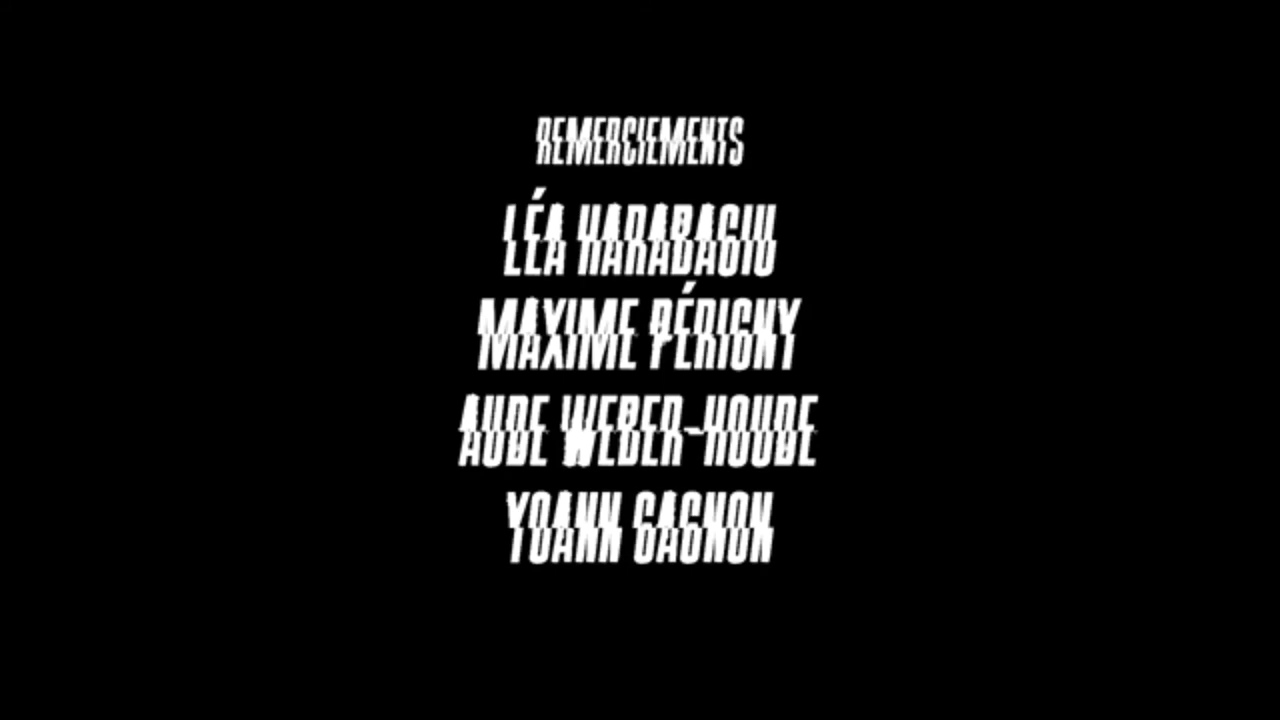 REMERCIEMENTS
LÉA HARABAGIU
MAXIME PÉRIGNY
AUDE WEBER-HOUDE
YOANN GAGNON